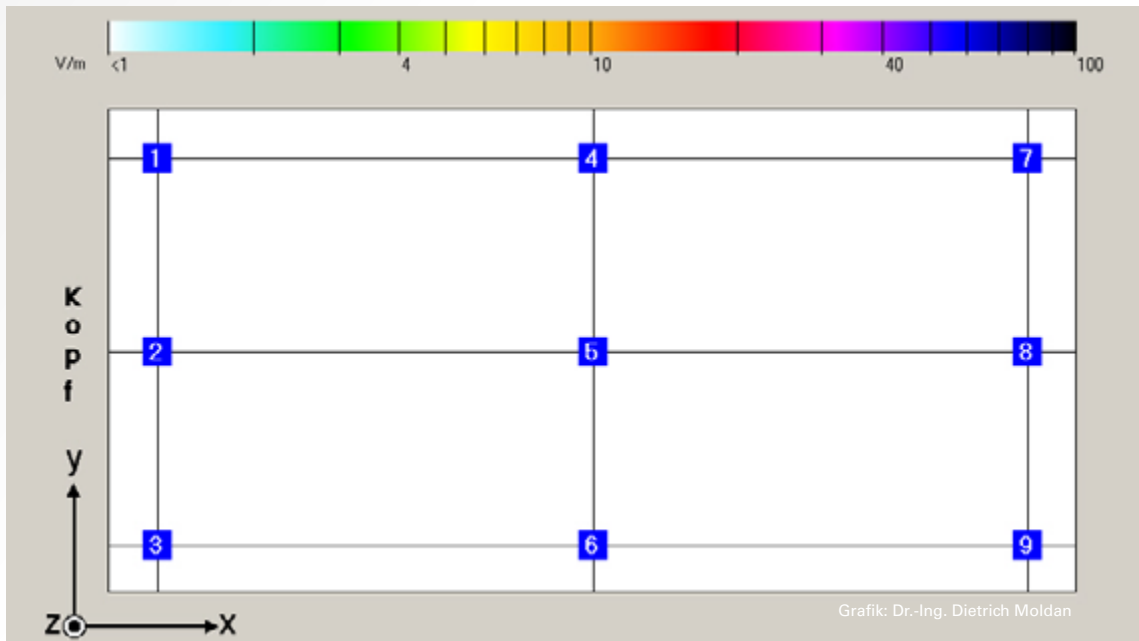 V/m <1 4 10 40 100
1 4 7
Kopf
2 5 8
y
3 6 9
Grafik: Dr.-Ing. Dietrich Moldan
Z X